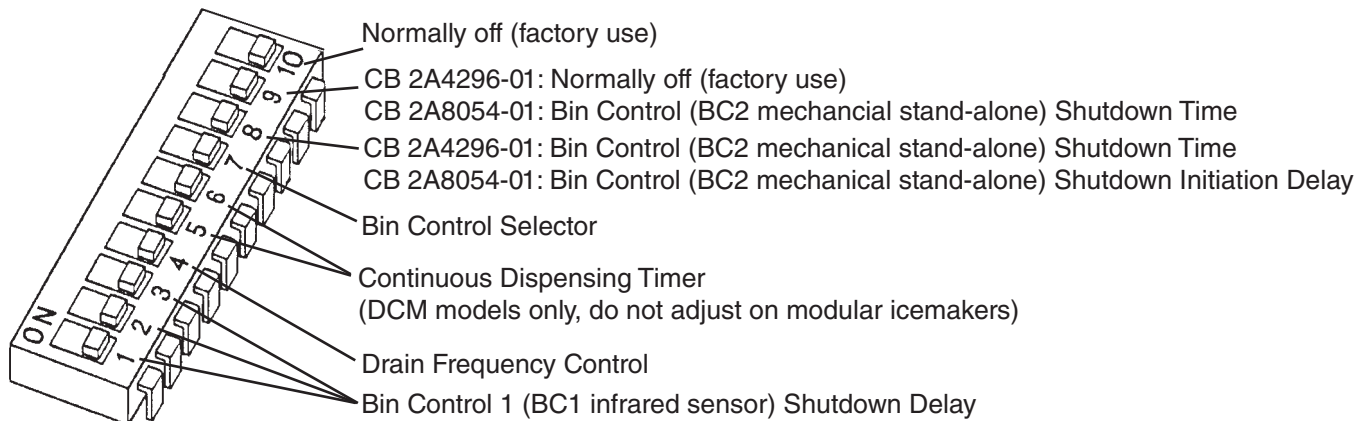 Normally off (factory use)
CB 2A4296-01: Normally off (factory use)
CB 2A8054-01: Bin Control (BC2 mechancial stand-alone) Shutdown Time
CB 2A4296-01: Bin Control (BC2 mechanical stand-alone) Shutdown Time
CB 2A8054-01: Bin Control (BC2 mechanical stand-alone) Shutdown Initiation Delay
Bin Control Selector
Continuous Dispensing Timer
(DCM models only, do not adjust on modular icemakers)
Drain Frequency Control
Bin Control 1 (BC1 infrared sensor) Shutdown Delay
10
9
8
7
6
5
4
3
2
1
ON